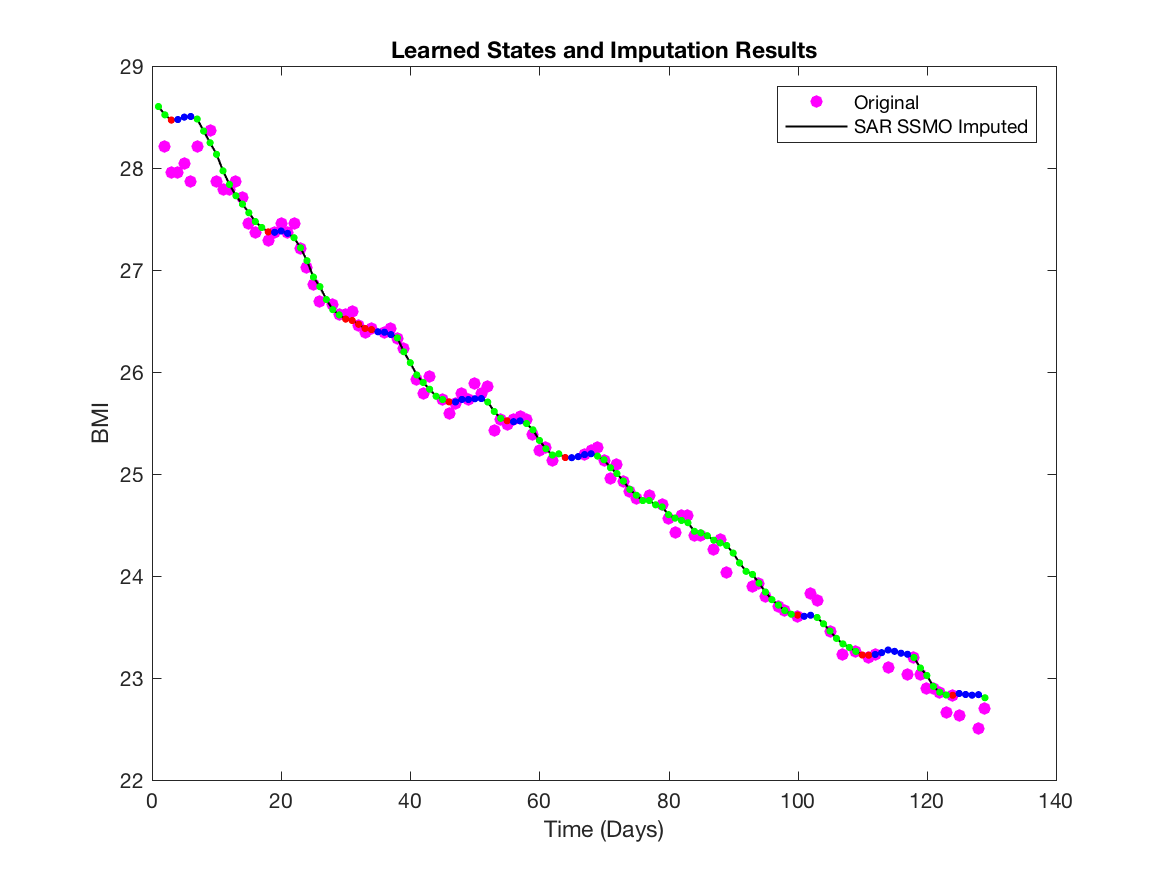 Learned States and Imputation Results
Original
SAR SSMO Imputed
29
28
27
26
25
24
23
22
BMI
0 20 40 60 80 100 120 140
Time (Days)